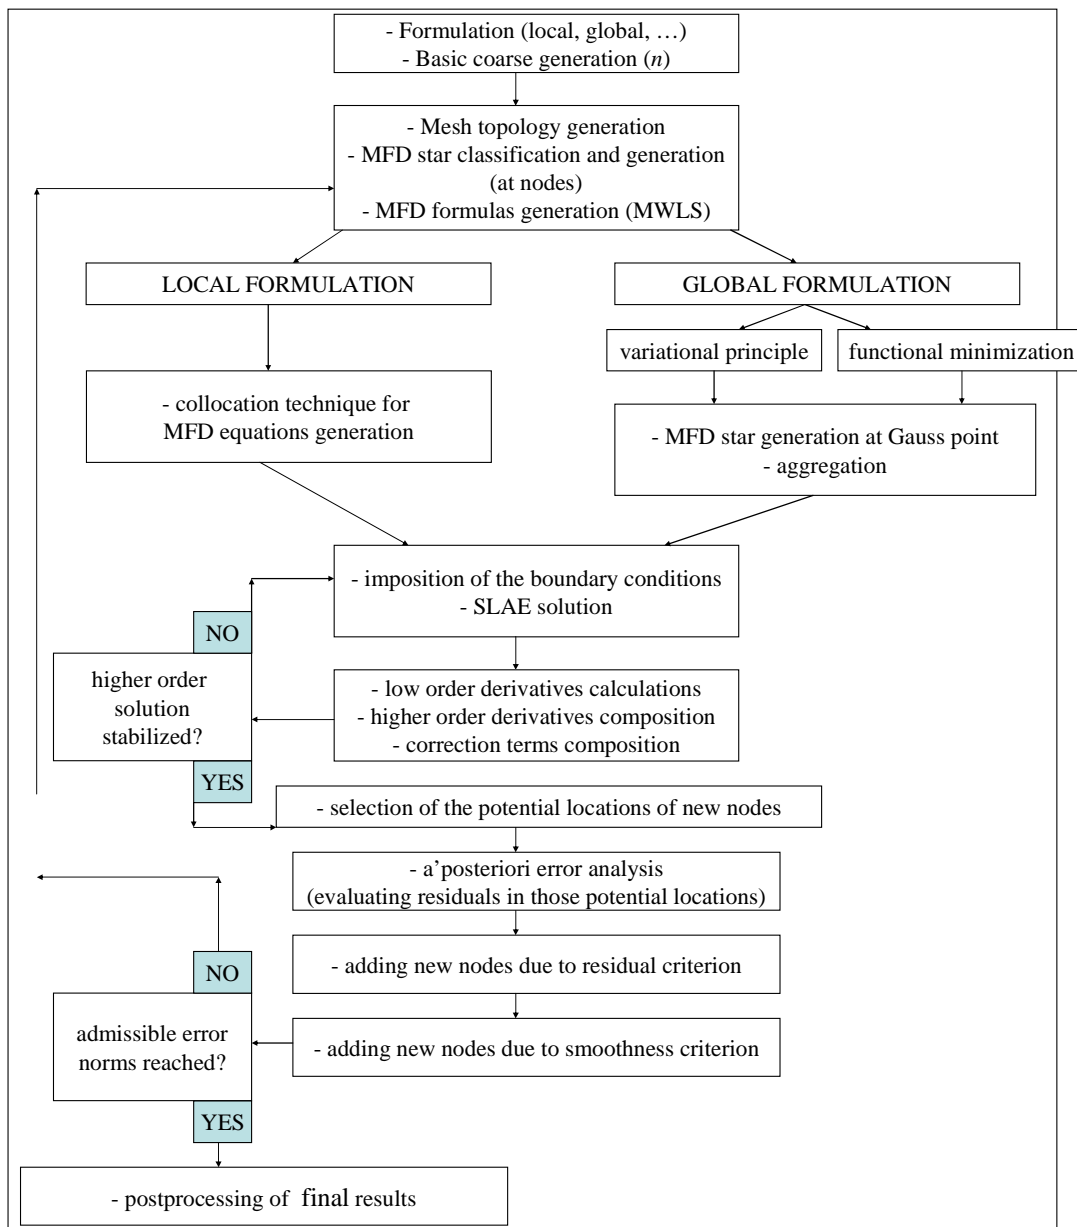 - Formulation (local, global, …)
- Basic coarse generation (n)
- Mesh topology generation
- MFD star classification and generation
(at nodes)
- MFD formulas generation (MWLS)
LOCAL FORMULATION
GLOBAL FORMULATION
variational principle
functional minimization
- collocation technique for
MFD equations generation
- MFD star generation at Gauss point
- aggregation
- imposition of the boundary conditions
- SLAE solution
NO
higher order
solution
stabilized?
YES
- low order derivatives calculations
- higher order derivatives composition
- correction terms composition
- selection of the potential locations of new nodes
- a’posteriori error analysis
(evaluating residuals in those potential locations)
- adding new nodes due to residual criterion
- adding new nodes due to smoothness criterion
NO
admissible error
norms reached?
YES
- postprocessing of final results